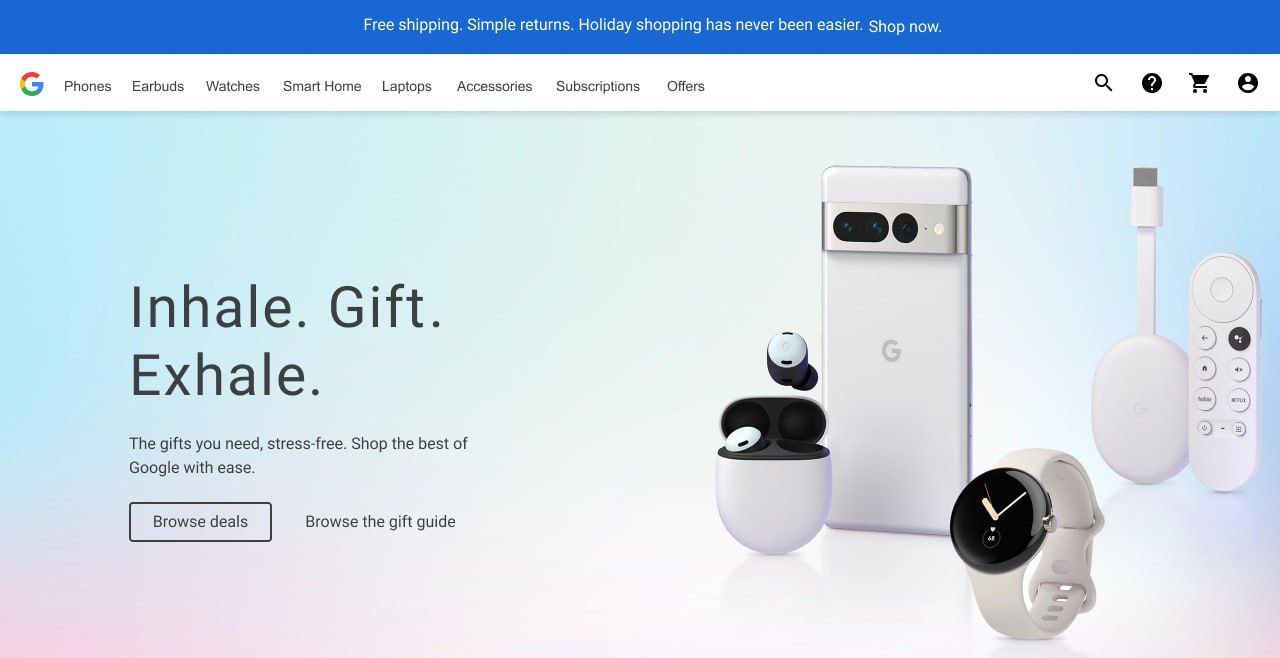 Free shipping. Simple returns. Holiday shopping has never been easier. Shop now.
Phones Earbuds Watches Smart Home Laptops Accessories Subscriptions Offers
Inhale. Gift.
Exhale.
The gifts you need, stress-free. Shop the best of
Google with ease.
Browse deals Browse the gift guide
G
G
YouTube NETFLIX
68